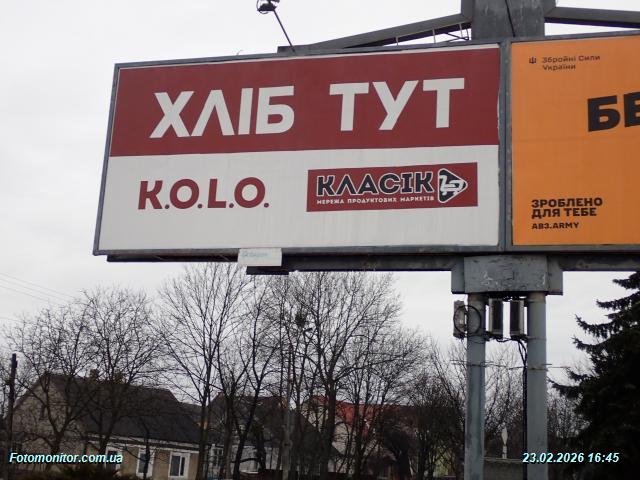 ХЛІБ ТУТ
K.O.L.O.
КЛАСІК
МЕРЕЖА ПРОДУКТОВИХ МАРКЕТІВ
Збройні Сили
України
БЕ
ЗРОБЛЕНО
ДЛЯ ТЕБЕ
AB3.ARMY
Fotomonitor.com.ua
23.02.2026 16:45